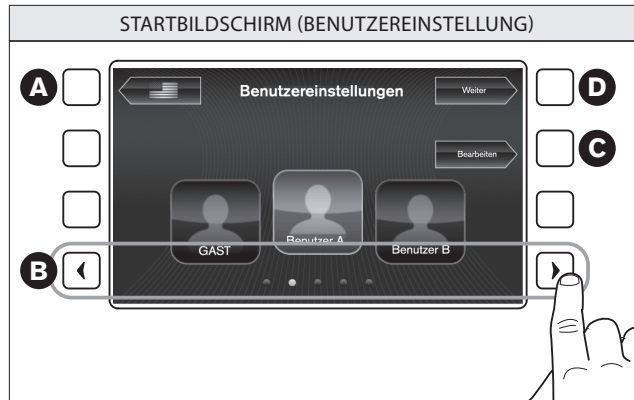 STARTBILDSCHIRM (BENUTZEREINSTELLUNG)
A
Benutzereinstellungen
Weiter
D
Bearbeiten
C
GAST
Benutzer A
Benutzer B
B